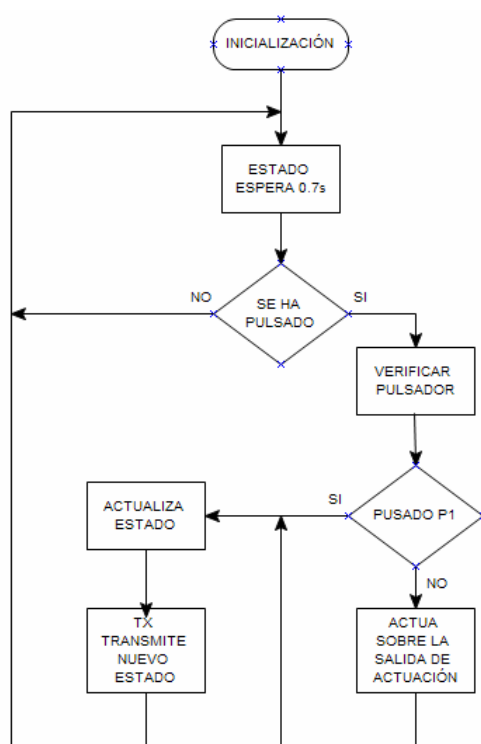 INICIALIZACIÓN
ESTADO
ESPERA 0.7s
NO
SE HA
PULSADO
SI
VERIFICAR
PULSADOR
ACTUALIZA
ESTADO
SI
PUSADO P1
NO
TX
TRANSMITE
NUEVO
ESTADO
ACTUA
SOBRE LA
SALIDA DE
ACTUACIÓN